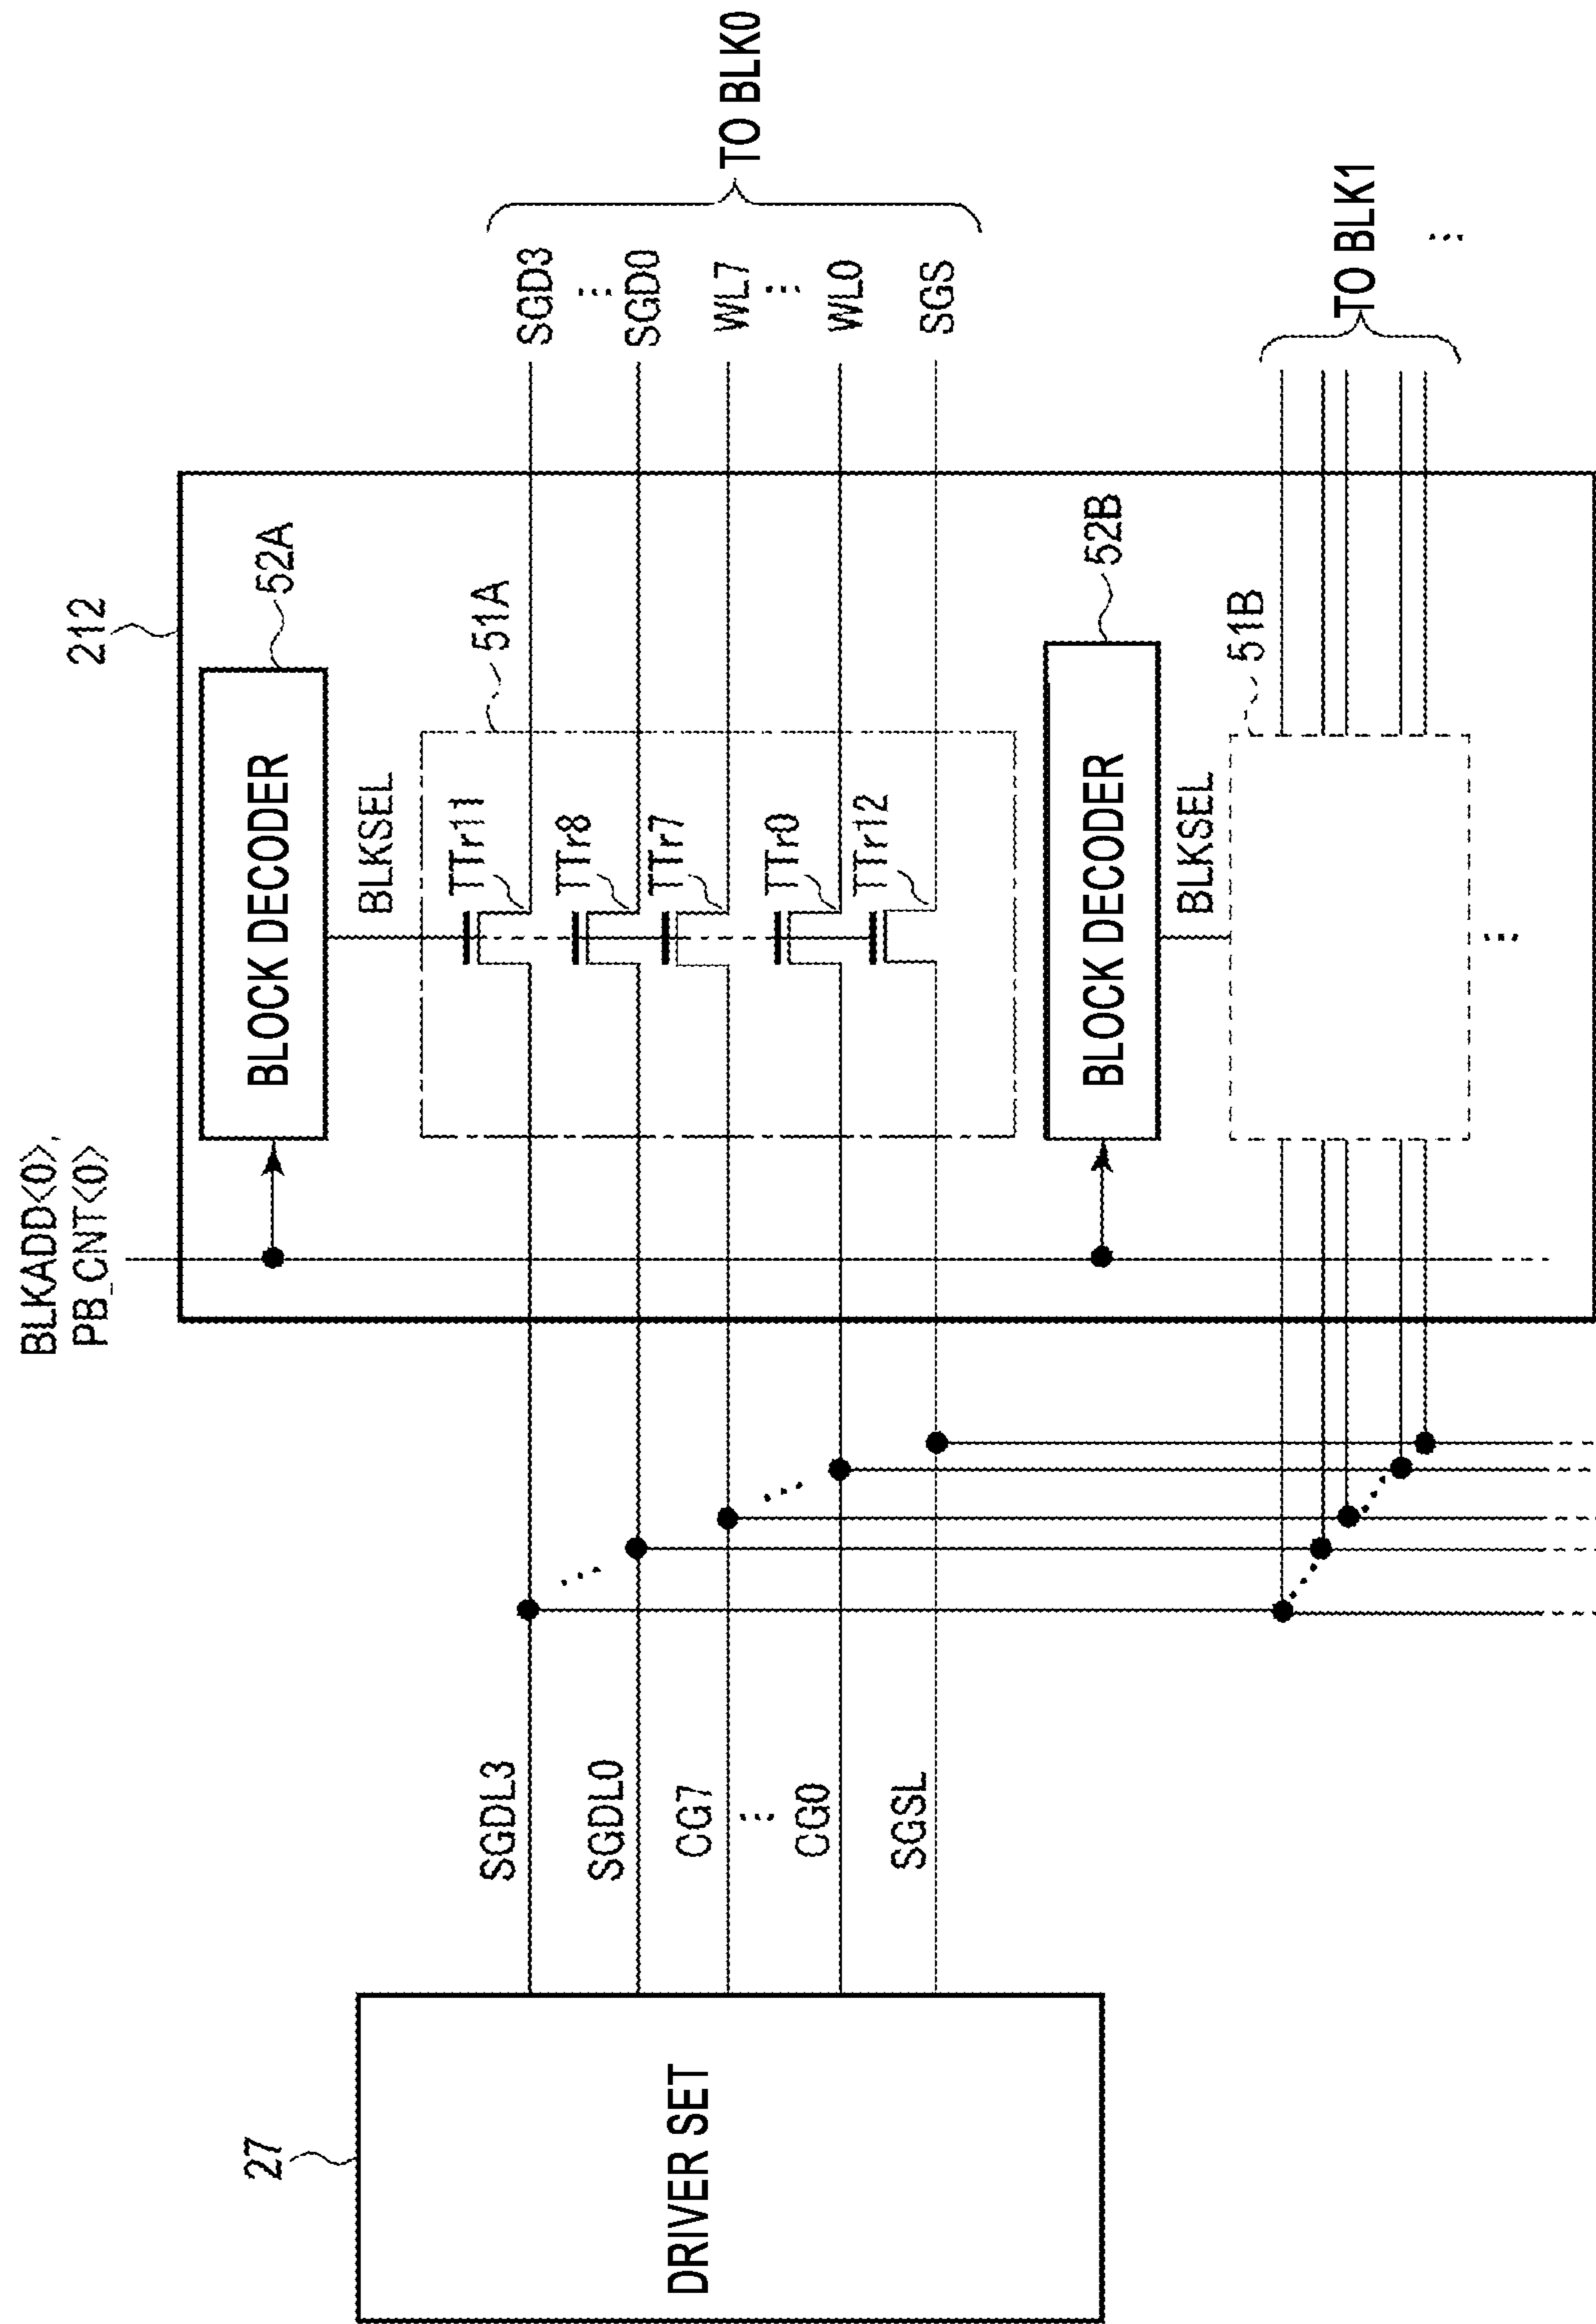 BLKADD<0>,
PB_CNT<0>
212
52A
BLOCK DECODER
BLKSEL
51A
TTr11
TTr8
TTr7
TTr0
TTr12
52B
BLOCK DECODER
BLKSEL
51B
27
DRIVER SET
SGDL3
SGDL0
CG7
⋮
CG0
SGSL
SGD3
⋮
SGD0
WL7
⋮
WL0
SGS
TO BLK0
TO BLK1
⋮